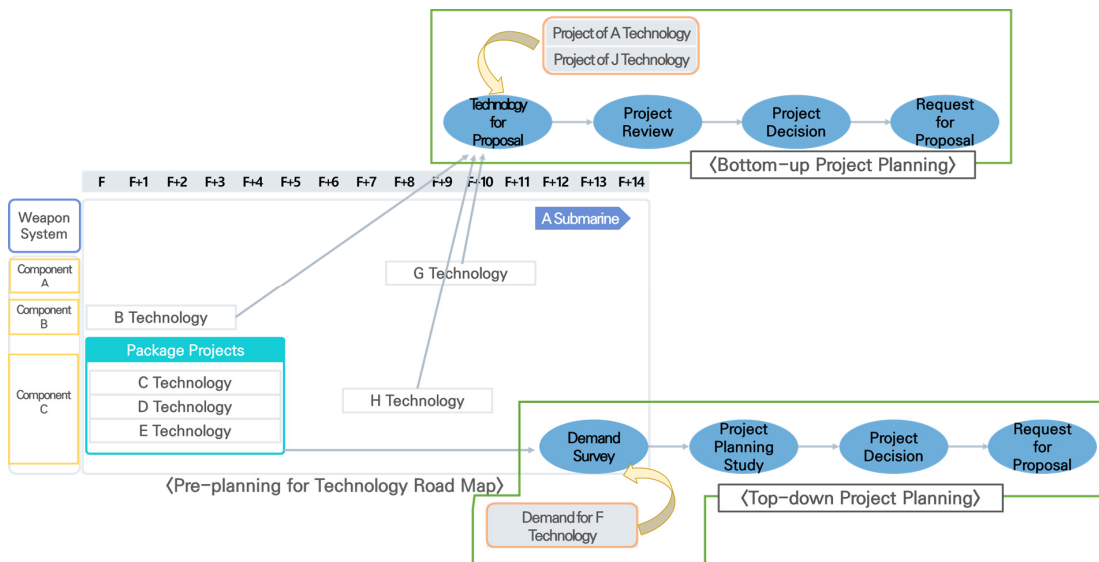 Project of A Technology
Project of J Technology
Technology
for
Proposal
Project
Review
Project
Decision
Request
for
Proposal
〈Bottom-up Project Planning〉
F F+1 F+2 F+3 F+4 F+5 F+6 F+7 F+8 F+9 F+10 F+11 F+12 F+13 F+14
Weapon
System
A Submarine
Component
A
G Technology
Component
B
B Technology
Package Projects
Component
C
C Technology
D Technology
E Technology
H Technology
Demand
Survey
Project
Planning
Study
Project
Decision
Request
for
Proposal
〈Pre-planning for Technology Road Map〉
〈Top-down Project Planning〉
Demand for F
Technology